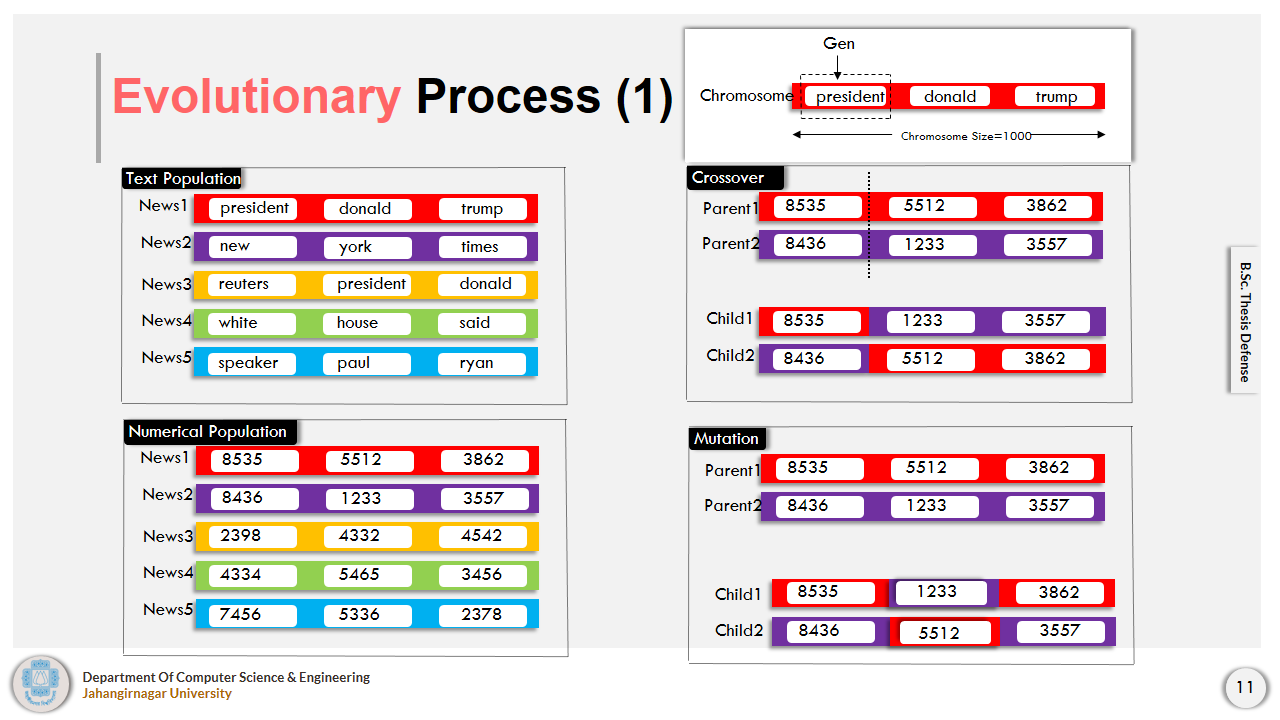 Evolutionary Process (1)
Gen
Chromosome president donald trump
Chromosome Size=1000
Text Population
News1 president donald trump
News2 new york times
News3 reuters president donald
News4 white house said
News5 speaker paul ryan
Numerical Population
News1 8535 5512 3862
News2 8436 1233 3557
News3 2398 4332 4542
News4 4334 5465 3456
News5 7456 5336 2378
Crossover
Parent1 8535 5512 3862
Parent2 8436 1233 3557
Child1 8535 1233 3557
Child2 8436 5512 3862
Mutation
Parent1 8535 5512 3862
Parent2 8436 1233 3557
Child1 8535 1233 3862
Child2 8436 5512 3557
B.Sc. Thesis Defense
Department Of Computer Science & Engineering
Jahangirnagar University
11